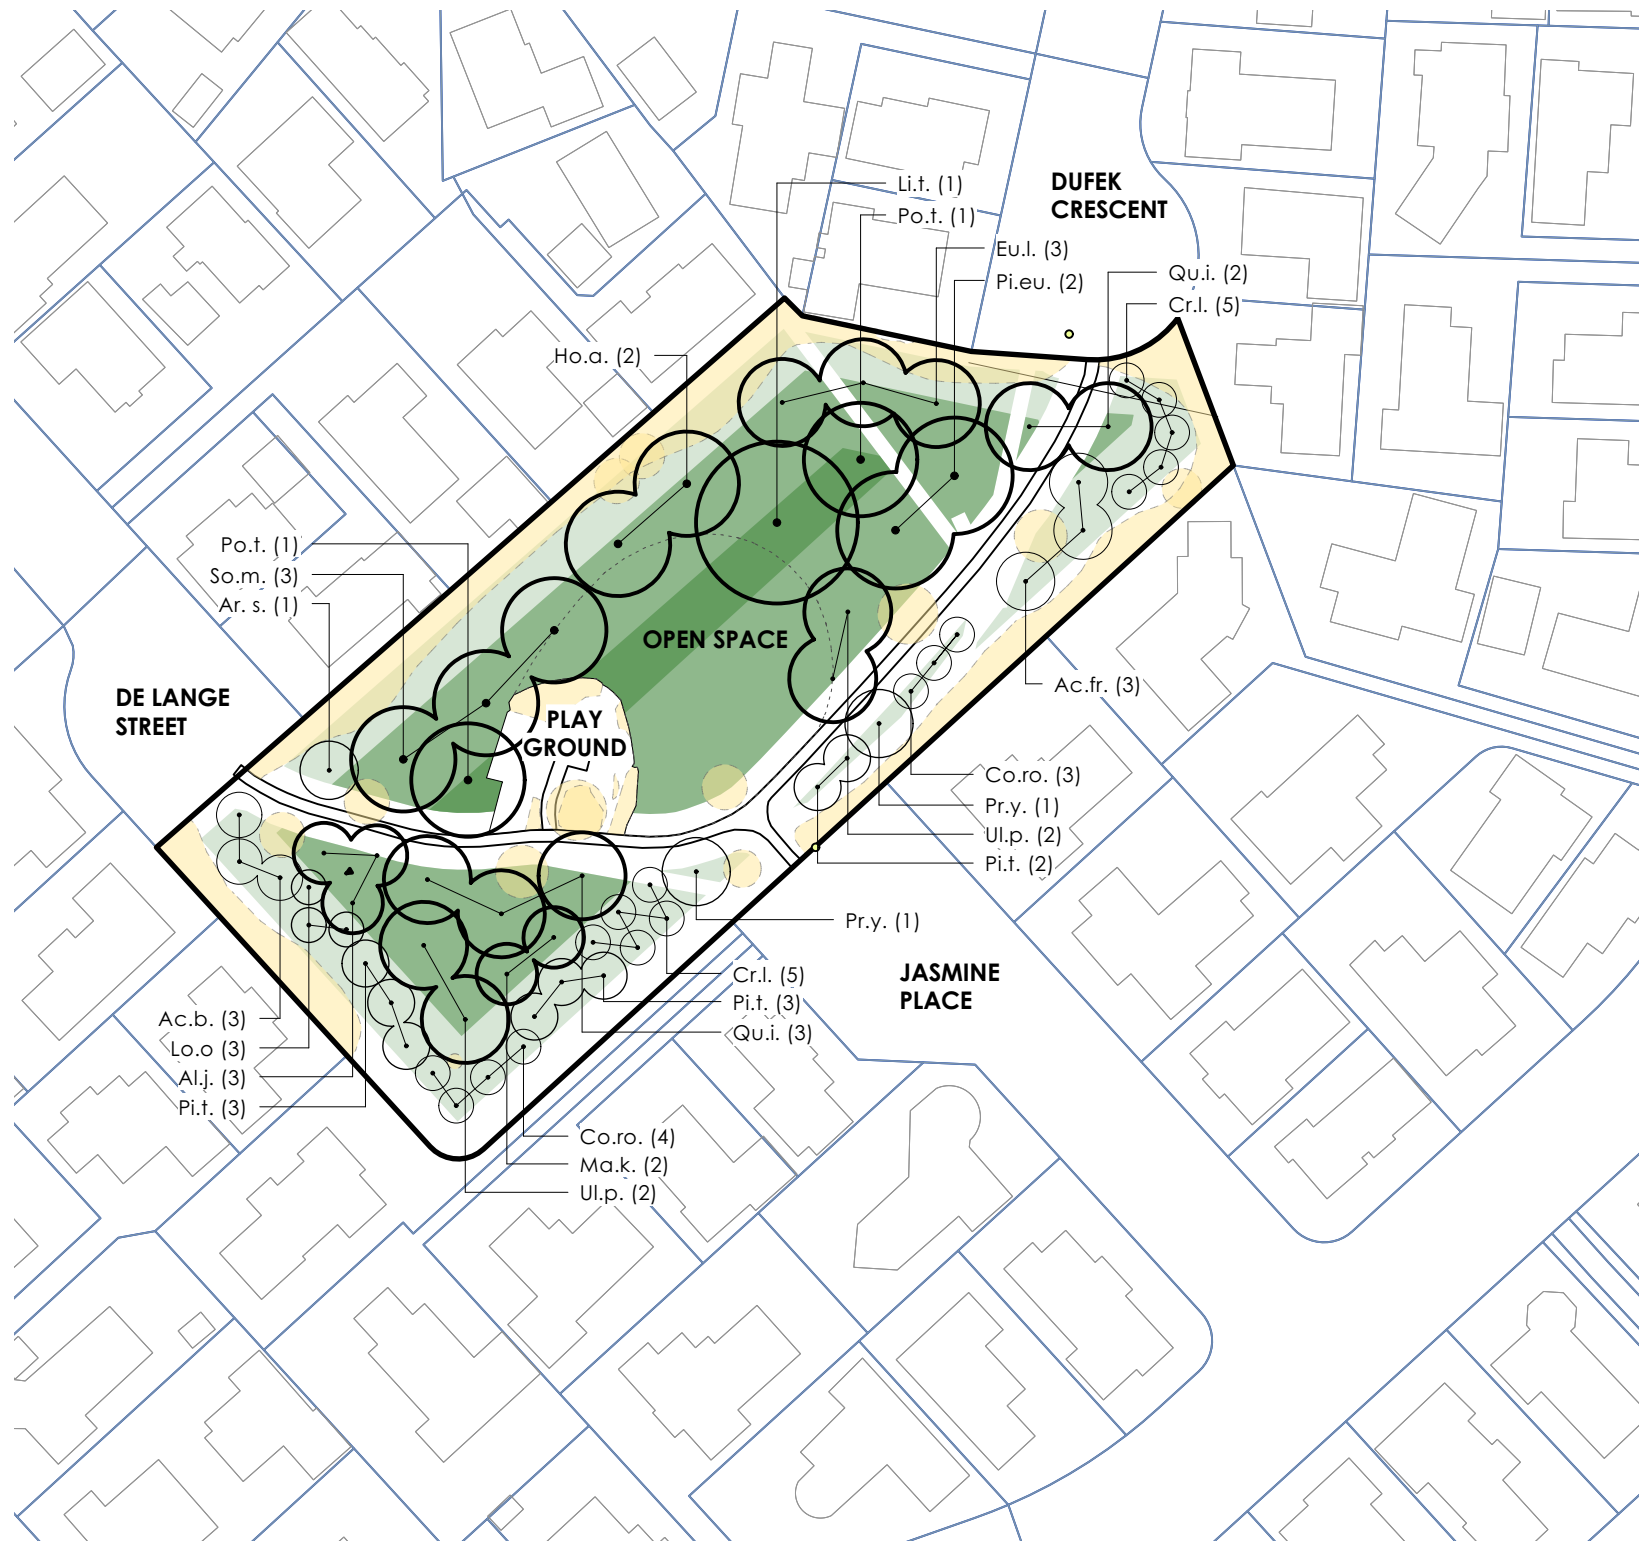 Li.t. (1)
Po.t. (1)
DUFEK
CRESCENT
Eu.l. (3)
Pi.eu. (2)
Qu.i. (2)
Cr.l. (5)
Ho.a. (2)
Po.t. (1)
So.m. (3)
Ar. s. (1)
OPEN SPACE
DE LANGE
STREET
PLAY
GROUND
Ac.fr. (3)
Co.ro. (3)
Pr.y. (1)
Ul.p. (2)
Pi.t. (2)
Pr.y. (1)
JASMINE
PLACE
Cr.l. (5)
Pi.t. (3)
Qu.i. (3)
Ac.b. (3)
Lo.o (3)
Al.j. (3)
Pi.t. (3)
Co.ro. (4)
Ma.k. (2)
Ul.p. (2)